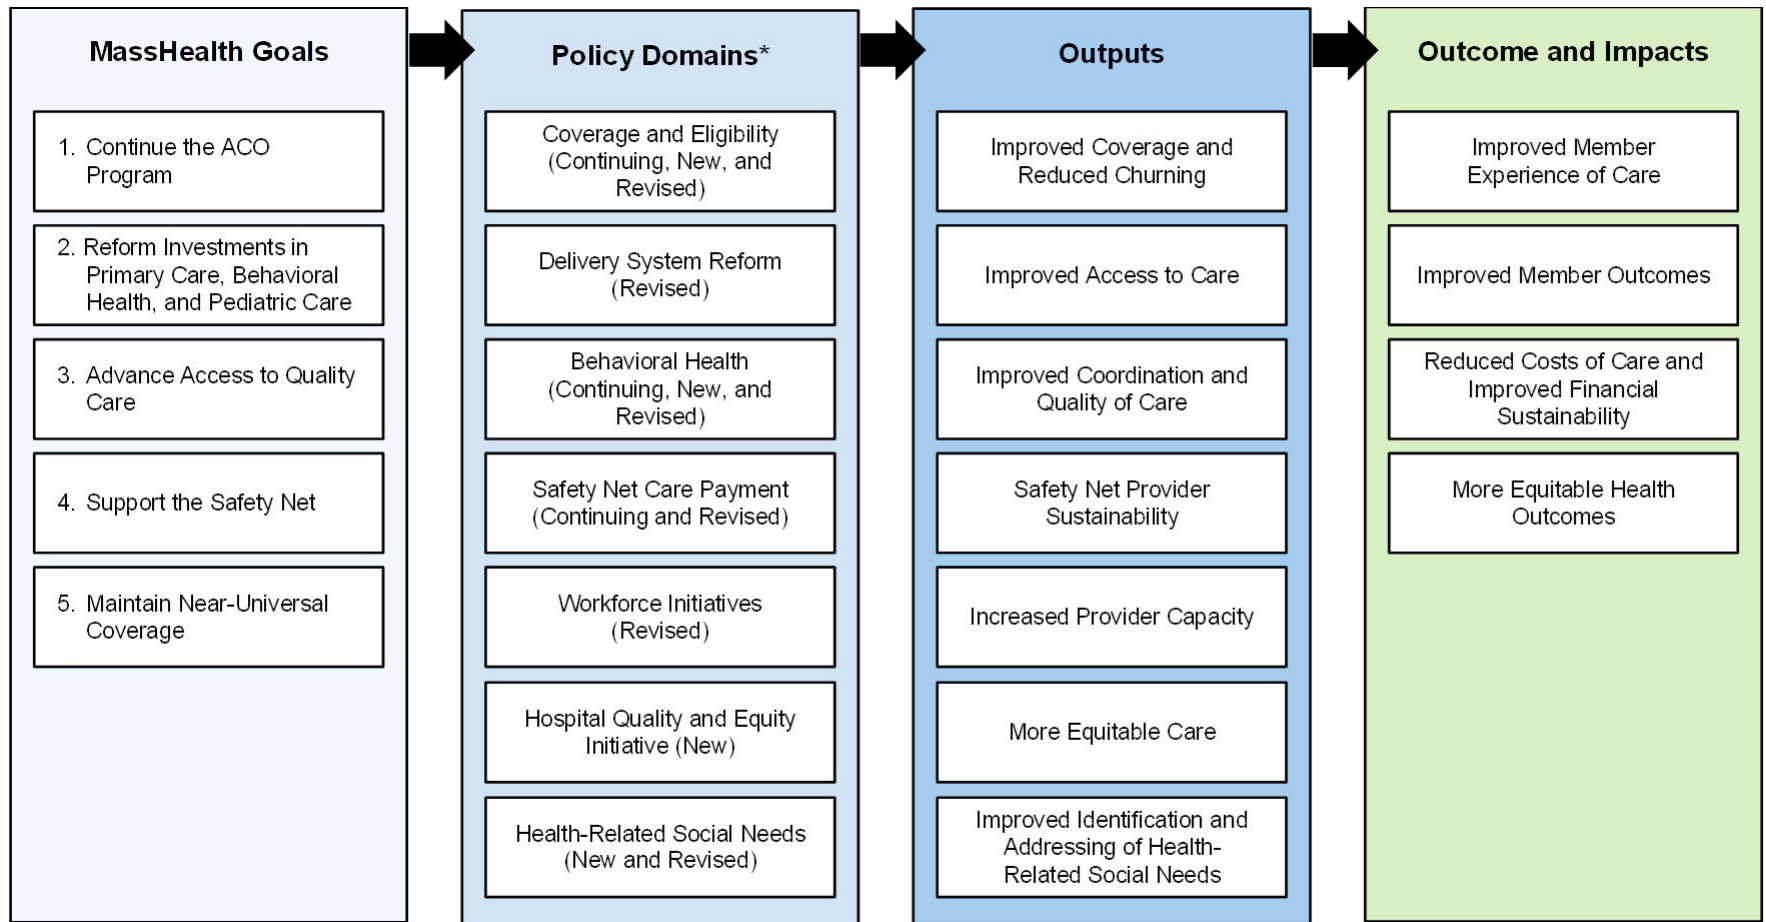 MassHealth Goals
1. Continue the ACO
Program
2. Reform Investments in
Primary Care, Behavioral
Health, and Pediatric Care
3. Advance Access to Quality
Care
4. Support the Safety Net
5. Maintain Near-Universal
Coverage
Policy Domains*
Coverage and Eligibility
(Continuing, New, and
Revised)
Delivery System Reform
(Revised)
Behavioral Health
(Continuing, New, and
Revised)
Safety Net Care Payment
(Continuing and Revised)
Workforce Initiatives
(Revised)
Hospital Quality and Equity
Initiative (New)
Health-Related Social Needs
(New and Revised)
Outputs
Improved Coverage and
Reduced Churning
Improved Access to Care
Improved Coordination and
Quality of Care
Safety Net Provider
Sustainability
Increased Provider Capacity
More Equitable Care
Improved Identification and
Addressing of Health-
Related Social Needs
Outcome and Impacts
Improved Member
Experience of Care
Improved Member Outcomes
Reduced Costs of Care and
Improved Financial
Sustainability
More Equitable Health
Outcomes